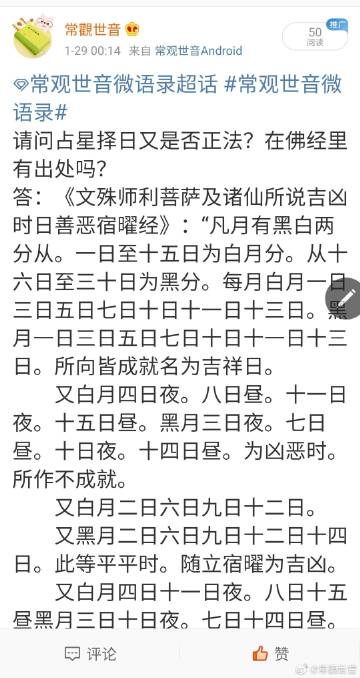 常觀世音
1-29 00:14 来自 常观世音Android
50
阅读
推广
常观世音微语录超话 #常观世音微
语录#
请问占星择日又是否正法？在佛经里
有出处吗？
答：《文殊师利菩萨及诸仙所说吉凶
时日善恶宿曜经》：“凡月有黑白两
分从。一日至十五日为白月分。从十
六日至三十日为黑分。每月白月一日
三日五日七日十日十一日十三日。黑
月一日三日五日七日十日十一日十三
日。所向皆成就名为吉祥日。
又白月四日夜。八日昼。十一日
夜。十五日昼。黑月三日夜。七日
昼。十日夜。十四日昼。为凶恶时。
所作不成就。
又白月二日六日九日十二日。
又黑月二日六日九日十二日十四
日。此等平平时。随立宿曜为吉凶。
又白月四日十一日夜。八日十五
昼黑月三日十日夜。七日十四日昼。
评论
赞
@常觀世音